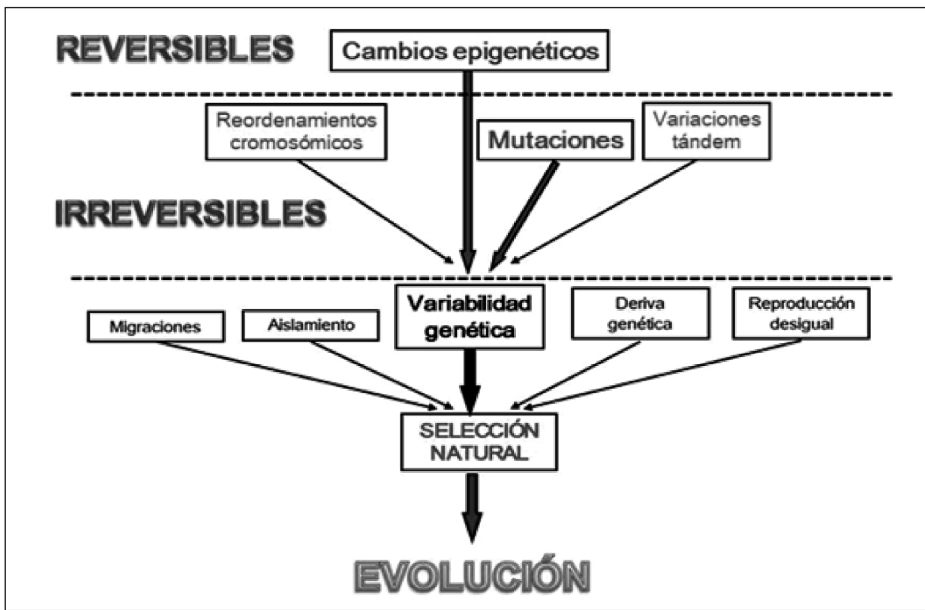 REVERSIBLES
Cambios epigenéticos
Reordenamientos
cromosómicos
Mutaciones
Variaciones
tándem
IRREVERSIBLES
Migraciones
Aislamiento
Variabilidad
genética
Deriva
genética
Reproducción
desigual
SELECCIÓN
NATURAL
EVOLUCIÓN